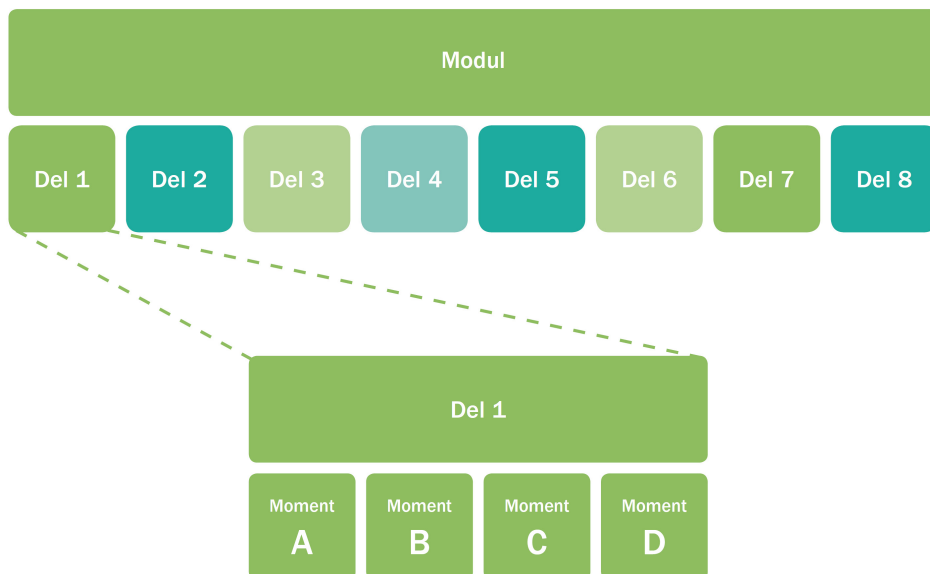 Modul
Del 1
Del 2
Del 3
Del 4
Del 5
Del 6
Del 7
Del 8
Del 1
Moment
A
Moment
B
Moment
C
Moment
D